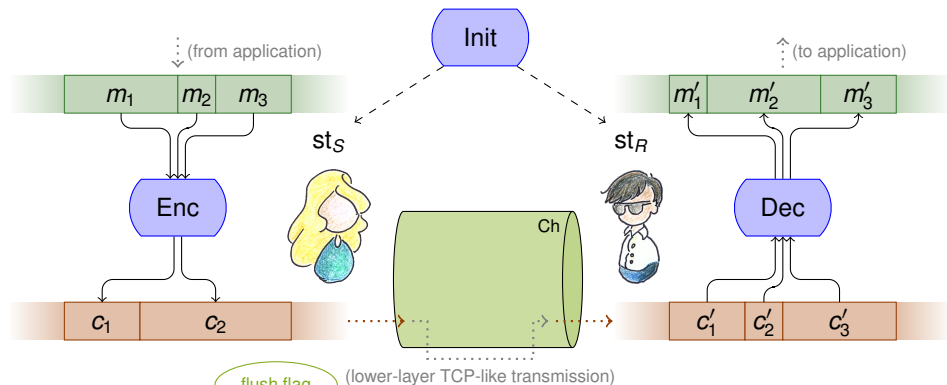 Init
(from application)
(to application)
m1 m2 m3
m′1 m′2 m′3
stS stR
Enc
Dec
Ch
c1 c2
c′1 c′2 c′3
flush flag
(lower-layer TCP-like transmission)